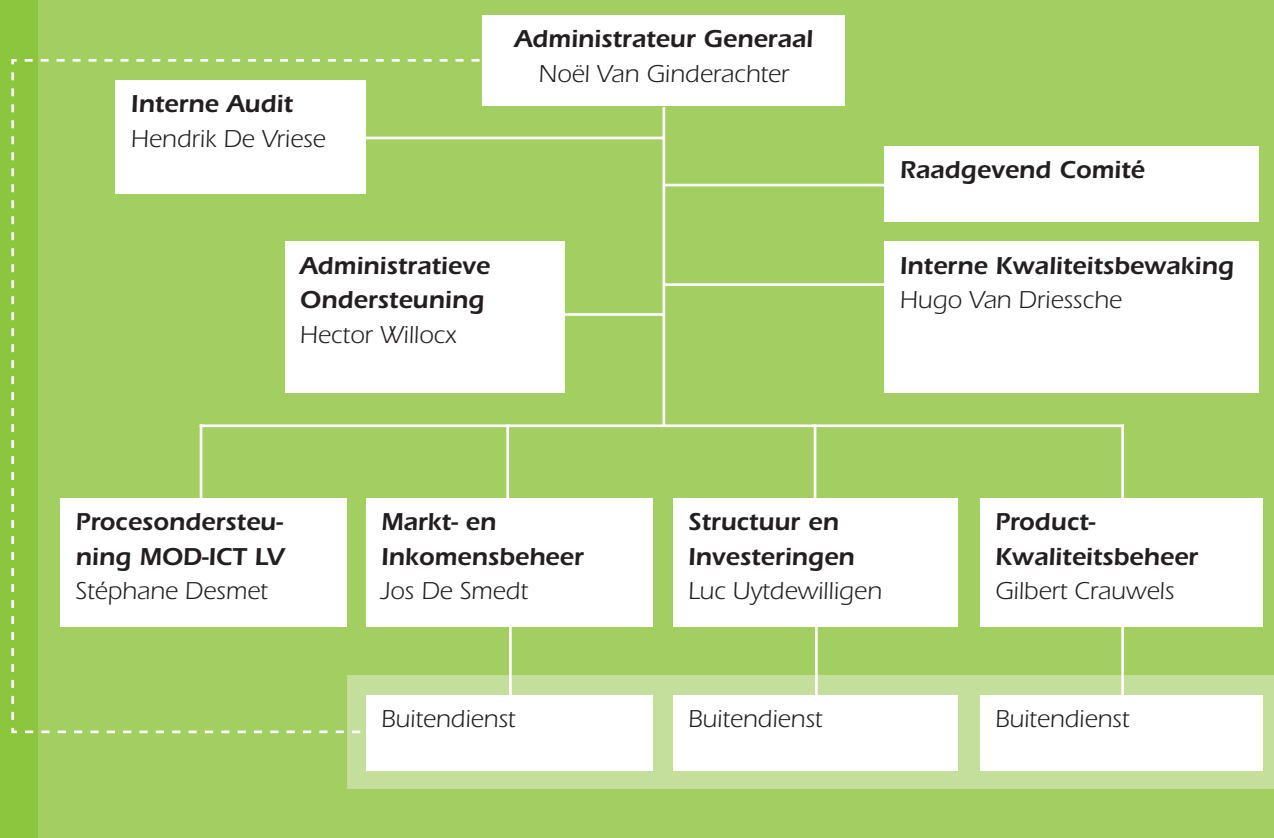 Administrateur Generaal
Noël Van Ginderachter
Interne Audit
Hendrik De Vriese
Raadgevend Comité
Administratieve
Ondersteuning
Hector Willocx
Interne Kwaliteitsbewaking
Hugo Van Driessche
Procesondersteu-
ning MOD-ICT LV
Stéphane Desmet
Markt- en
Inkomensbeheer
Jos De Smedt
Structuur en
Investeringen
Luc Uytdewilligen
Product-
Kwaliteitsbeheer
Gilbert Crauwels
Buitendienst
Buitendienst
Buitendienst